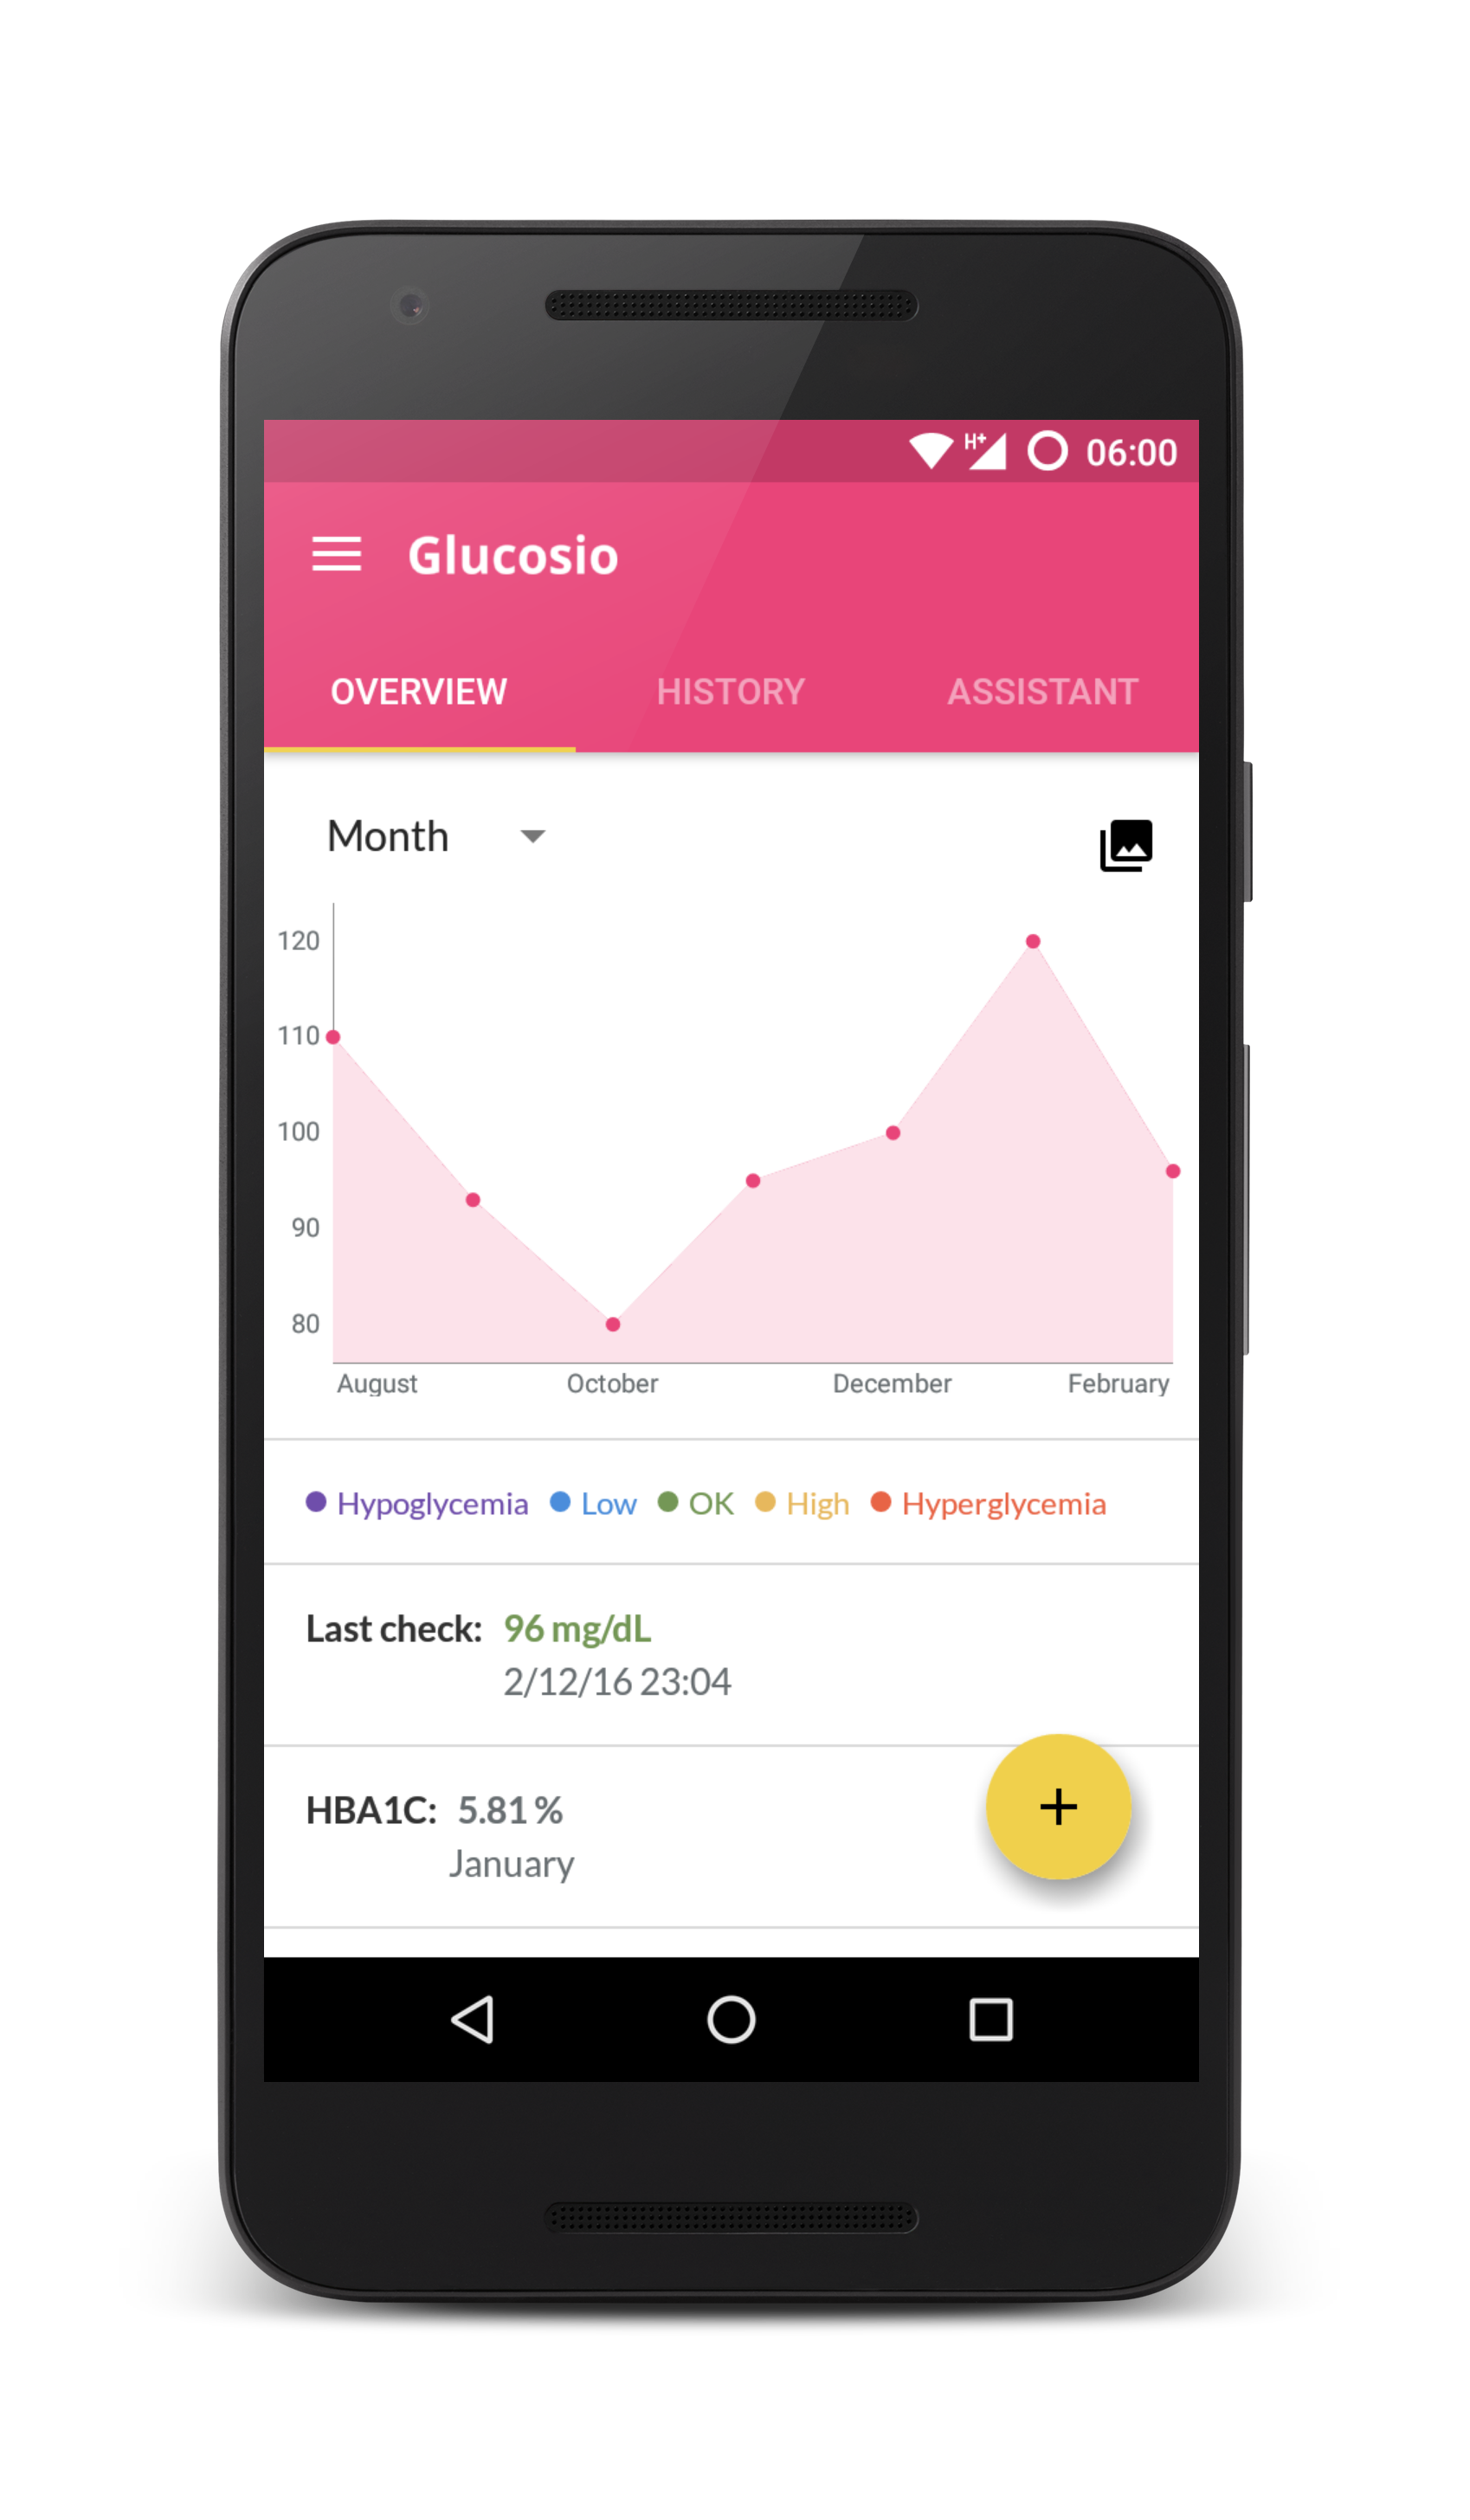 H+ 06:00
Glucosio
OVERVIEW HISTORY ASSISTANT
Month
120
110
100
90
80
August October December February
Hypoglycemia Low OK High Hyperglycemia
Last check: 96 mg/dL
2/12/16 23:04
HBA1C: 5.81 %
January
+